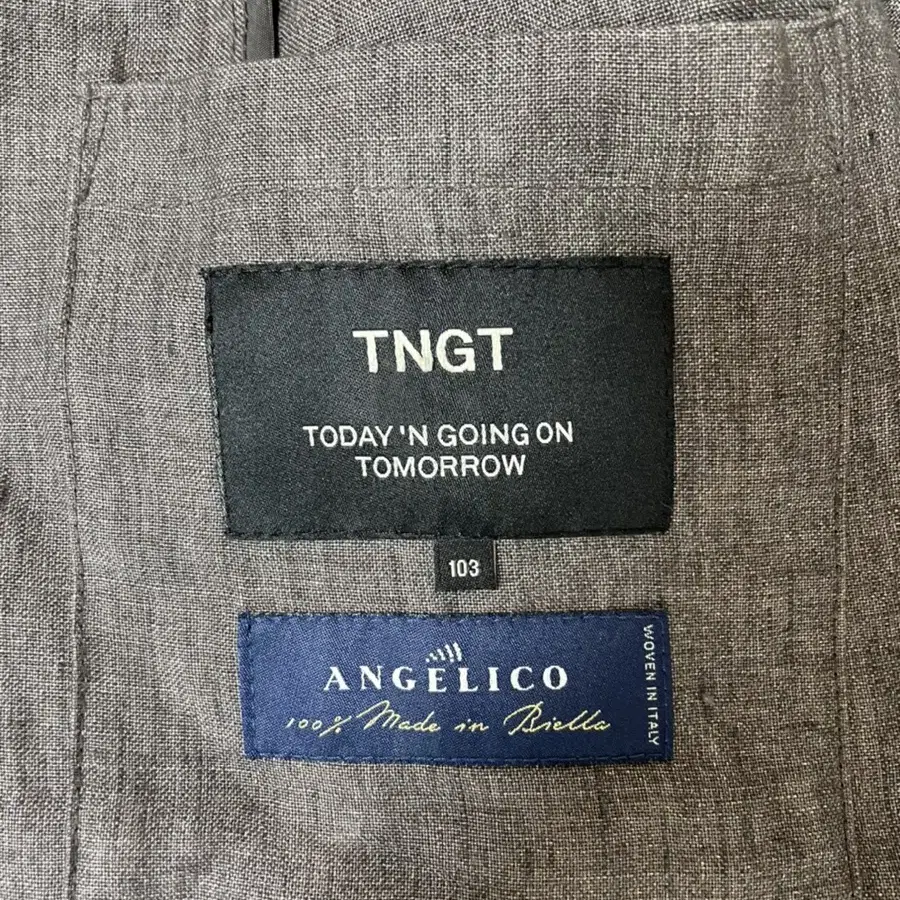 TNGT
TODAY 'N GOING ON
TOMORROW
103
ANGELICO
100% Made in Biella
WOVEN IN ITALY